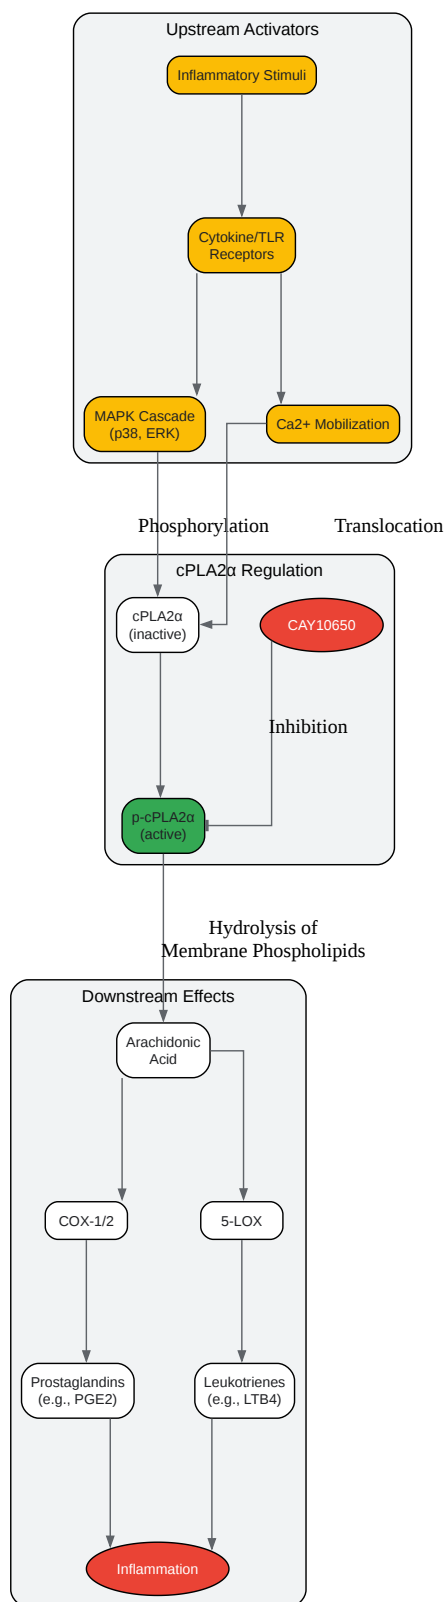 Upstream Activators
Inflammatory Stimuli
Cytokine/TLR
Receptors
MAPK Cascade
(p38, ERK)
Ca2+ Mobilization
Phosphorylation
Translocation
cPLA2α Regulation
cPLA2α
(inactive)
CAY10650
Inhibition
p-cPLA2α
(active)
Hydrolysis of
Membrane Phospholipids
Downstream Effects
Arachidonic
Acid
COX-1/2
5-LOX
Prostaglandins
(e.g., PGE2)
Leukotrienes
(e.g., LTB4)
Inflammation